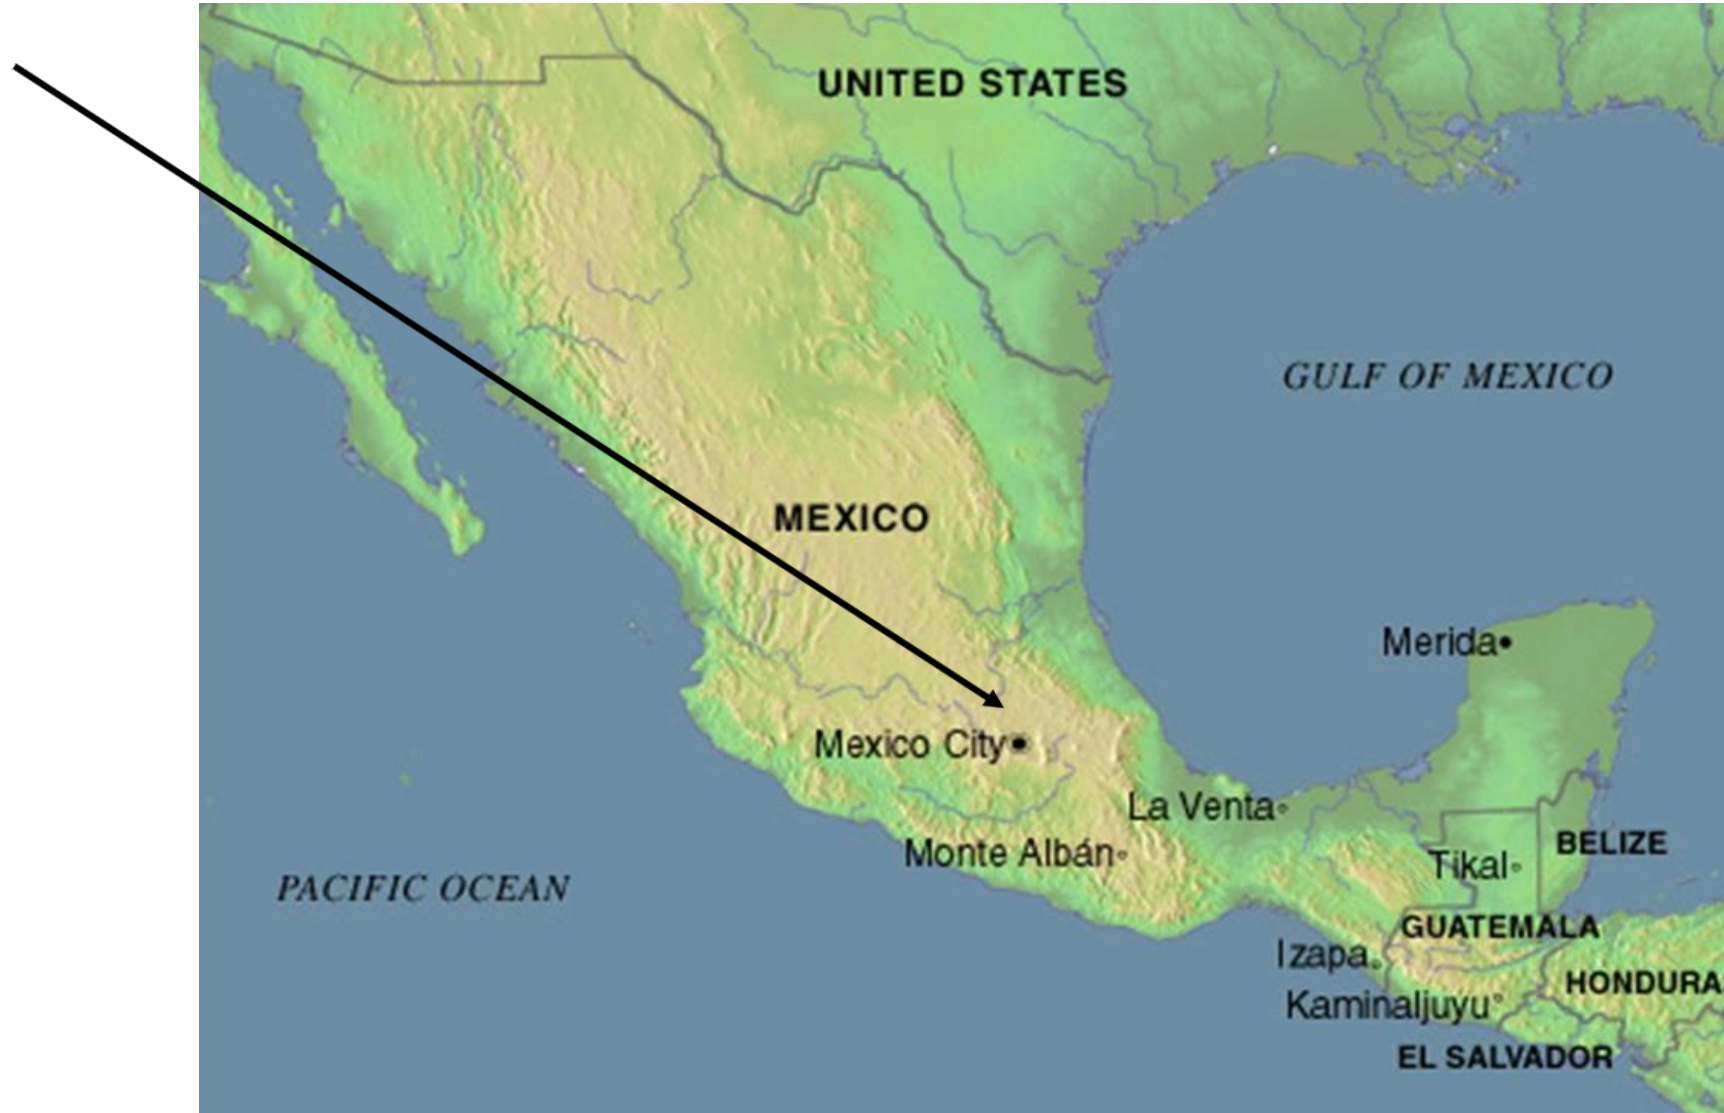 UNITED STATES
GULF OF MEXICO
MEXICO
Merida
Mexico City
La Venta
BELIZE
Monte Albán
Tikal
PACIFIC OCEAN
GUATEMALA
Izapa
HONDURA
Kaminaljuyu
EL SALVADOR